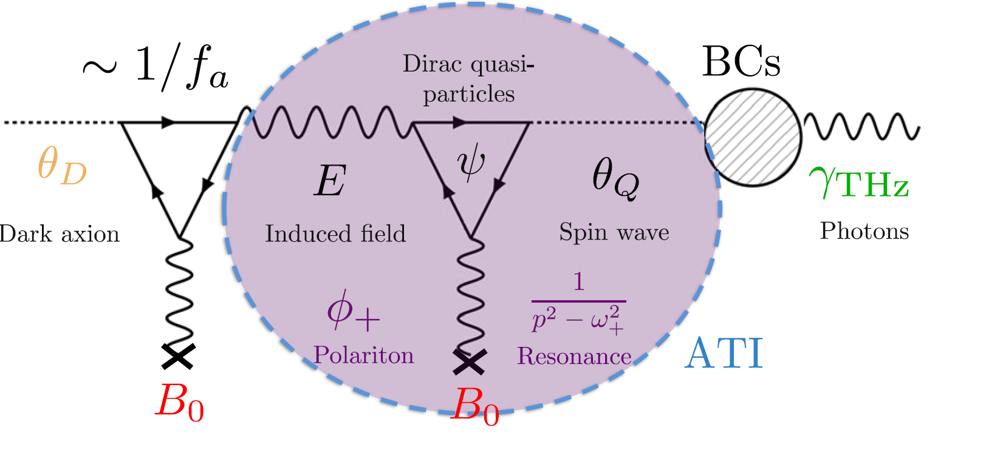 ∼ 1/f_a
Dirac quasi-
particles
BCs
θ_D
E
ψ
θ_Q
γ_THz
Dark axion
Induced field
Spin wave
Photons
ϕ_+
Polariton
1
p² − ω₊²
Resonance
ATI
B₀
B₀